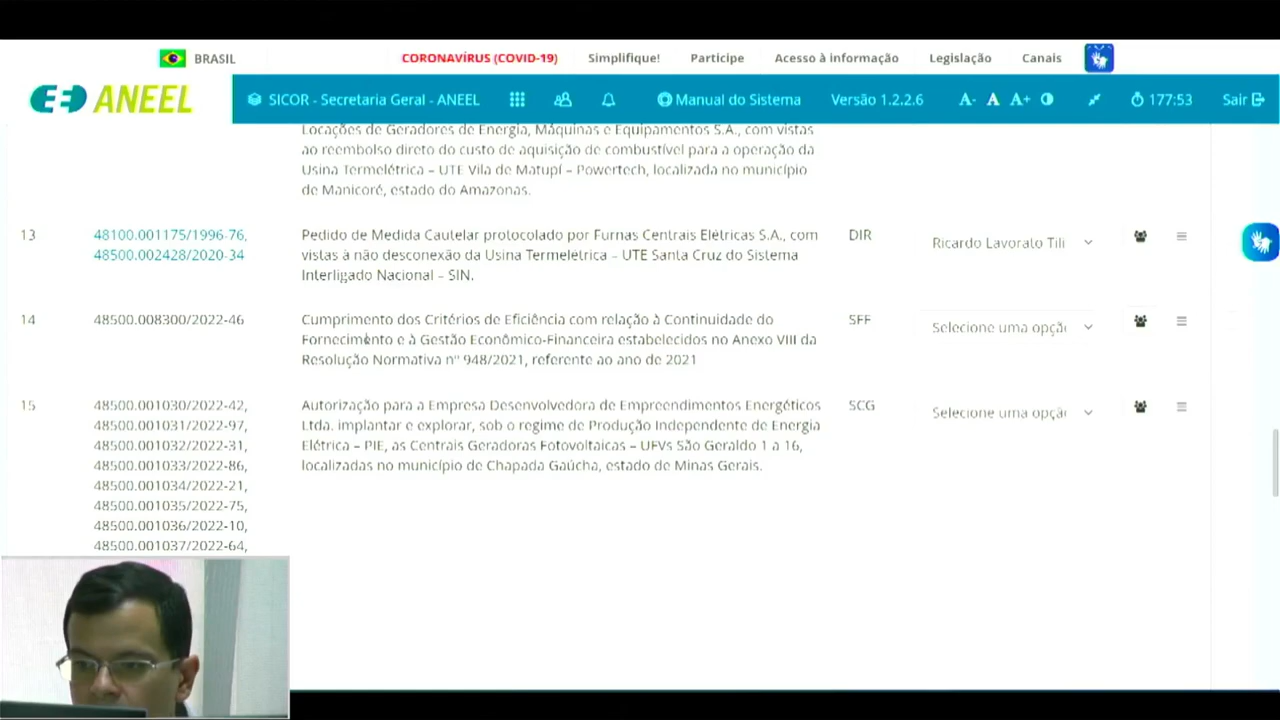 BRASIL
CORONAVÍRUS (COVID-19)
Simplifique!
Participe
Acesso à informação
Legislação
Canais
ANEEL
SICOR - Secretaria Geral - ANEEL
Manual do Sistema
Versão 1.2.2.6
A-
A
A+
177:53
Sair
Locações de Geradores de Energia, Máquinas e Equipamentos S.A., com vistas
ao reembolso direto do custo de aquisição de combustível para a operação da
Usina Termelétrica – UTE Vila de Matupí – Powertech, localizada no município
de Manicoré, estado do Amazonas.
13
48100.001175/1996-76,
48500.002428/2020-34
Pedido de Medida Cautelar protocolado por Furnas Centrais Elétricas S.A., com
vistas à não desconexão da Usina Termelétrica – UTE Santa Cruz do Sistema
Interligado Nacional – SIN.
DIR
Ricardo Lavorato Tili
14
48500.008300/2022-46
Cumprimento dos Critérios de Eficiência com relação à Continuidade do
Fornecimento e à Gestão Econômico-Financeira estabelecidos no Anexo VIII da
Resolução Normativa nº 948/2021, referente ao ano de 2021
SFF
Selecione uma opçã
15
48500.001030/2022-42,
48500.001031/2022-97,
48500.001032/2022-31,
48500.001033/2022-86,
48500.001034/2022-21,
48500.001035/2022-75,
48500.001036/2022-10,
48500.001037/2022-64,
Autorização para a Empresa Desenvolvedora de Empreendimentos Energéticos
Ltda. implantar e explorar, sob o regime de Produção Independente de Energia
Elétrica – PIE, as Centrais Geradoras Fotovoltaicas – UFVs São Geraldo 1 a 16,
localizadas no município de Chapada Gaúcha, estado de Minas Gerais.
SCG
Selecione uma opçã